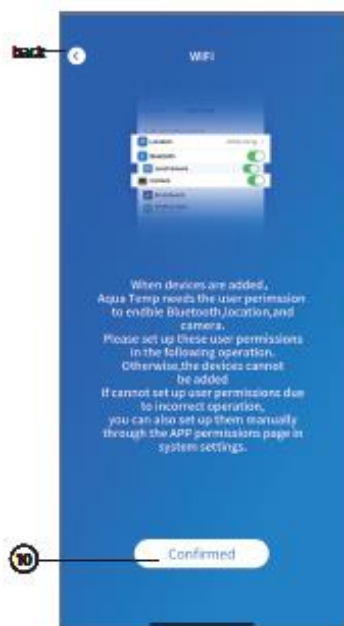 back
WIFI
Location
Bluetooth
Camera
When devices are added,
Aqua Temp needs the user perimssion
to endble Bluetooth,location,and
camera.
Please set up these user permissions
in the following operation.
Otherwise,the devices cannot
be added
If cannot set up user permissions due
to incorrect operation,
you can also set up them manually
through the APP permissions page in
system settings.
10
Confirmed